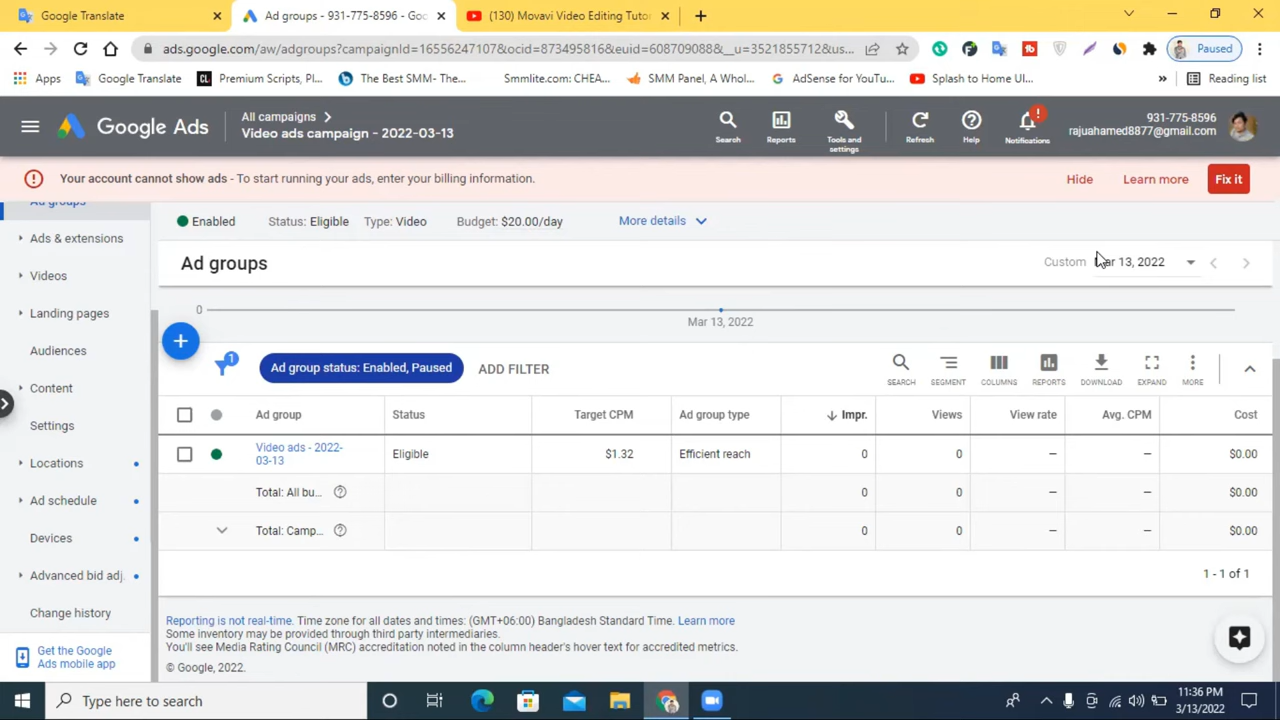 Google Translate
Ad groups - 931-775-8596 - Goo
(130) Movavi Video Editing Tutor
ads.google.com/aw/adgroups?campaignId=16556247107&ocid=873495816&euid=608709088&__u=3521855712&us...
Paused
Apps
Google Translate
Premium Scripts, Pl...
The Best SMM- The...
Smmlite.com: CHEA...
SMM Panel, A Whol...
AdSense for YouTu...
Splash to Home UI...
»
Reading list
Google Ads
All campaigns
Video ads campaign - 2022-03-13
Search
Reports
Tools and settings
Refresh
Help
Notifications
931-775-8596
rajuahamed8877@gmail.com
Your account cannot show ads - To start running your ads, enter your billing information.
Hide
Learn more
Fix it
Ad groups
Ads & extensions
Videos
Landing pages
Audiences
Content
Settings
Locations
Ad schedule
Devices
Advanced bid adj.
Change history
Get the Google
Ads mobile app
Enabled
Status: Eligible
Type: Video
Budget: $20.00/day
More details
Ad groups
Custom
Mar 13, 2022
0
Mar 13, 2022
1
Ad group status: Enabled, Paused
ADD FILTER
SEARCH
SEGMENT
COLUMNS
REPORTS
DOWNLOAD
EXPAND
MORE
Ad group Status Target CPM Ad group type Impr. Views View rate Avg. CPM Cost
Video ads - 2022-
03-13
Eligible $1.32 Efficient reach 0 0 – – $0.00
Total: All bu... 0 0 – – $0.00
Total: Camp... 0 0 – – $0.00
1 - 1 of 1
Reporting is not real-time. Time zone for all dates and times: (GMT+06:00) Bangladesh Standard Time. Learn more
Some inventory may be provided through third party intermediaries.
You'll see Media Rating Council (MRC) accreditation noted in the column header's hover text for accredited metrics.
© Google, 2022.
Type here to search
11:36 PM
3/13/2022